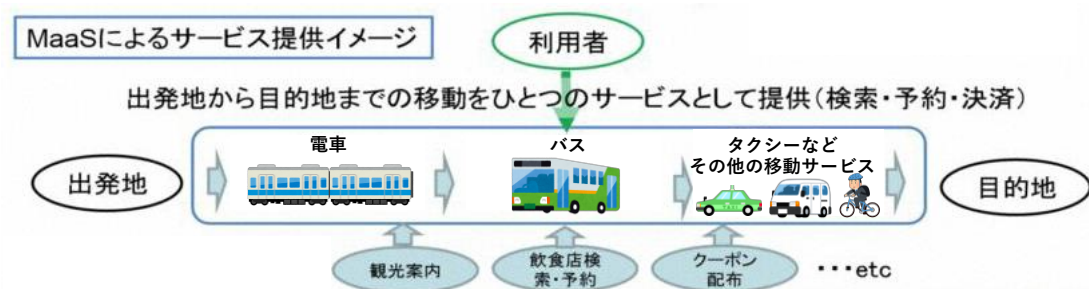 MaaSによるサービス提供イメージ
利用者
出発地から目的地までの移動をひとつのサービスとして提供(検索・予約・決済)
電車
バス
タクシーなど
その他の移動サービス
出発地
目的地
観光案内
飲食店検
索・予約
クーポン
配布
・・・etc